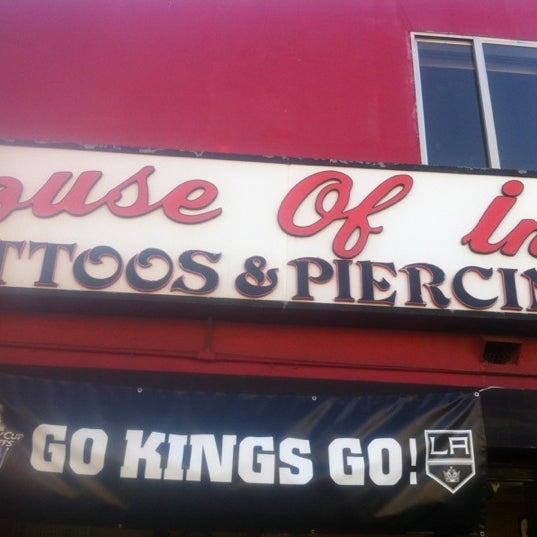 ouse Of in
TTOOS & PIERCIN
GO KINGS GO!
LA